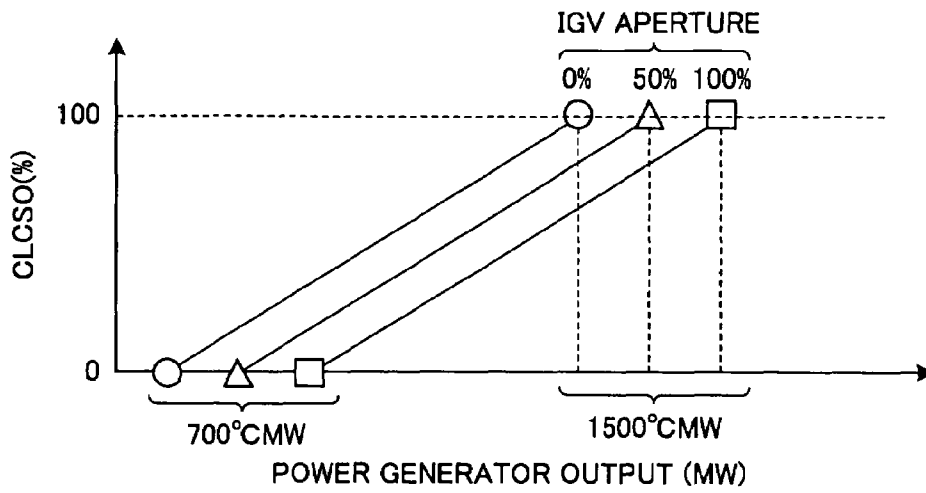 IGV APERTURE
0% 50% 100%
100
CLCSO(%)
0
700°CMW 1500°CMW
POWER GENERATOR OUTPUT (MW)